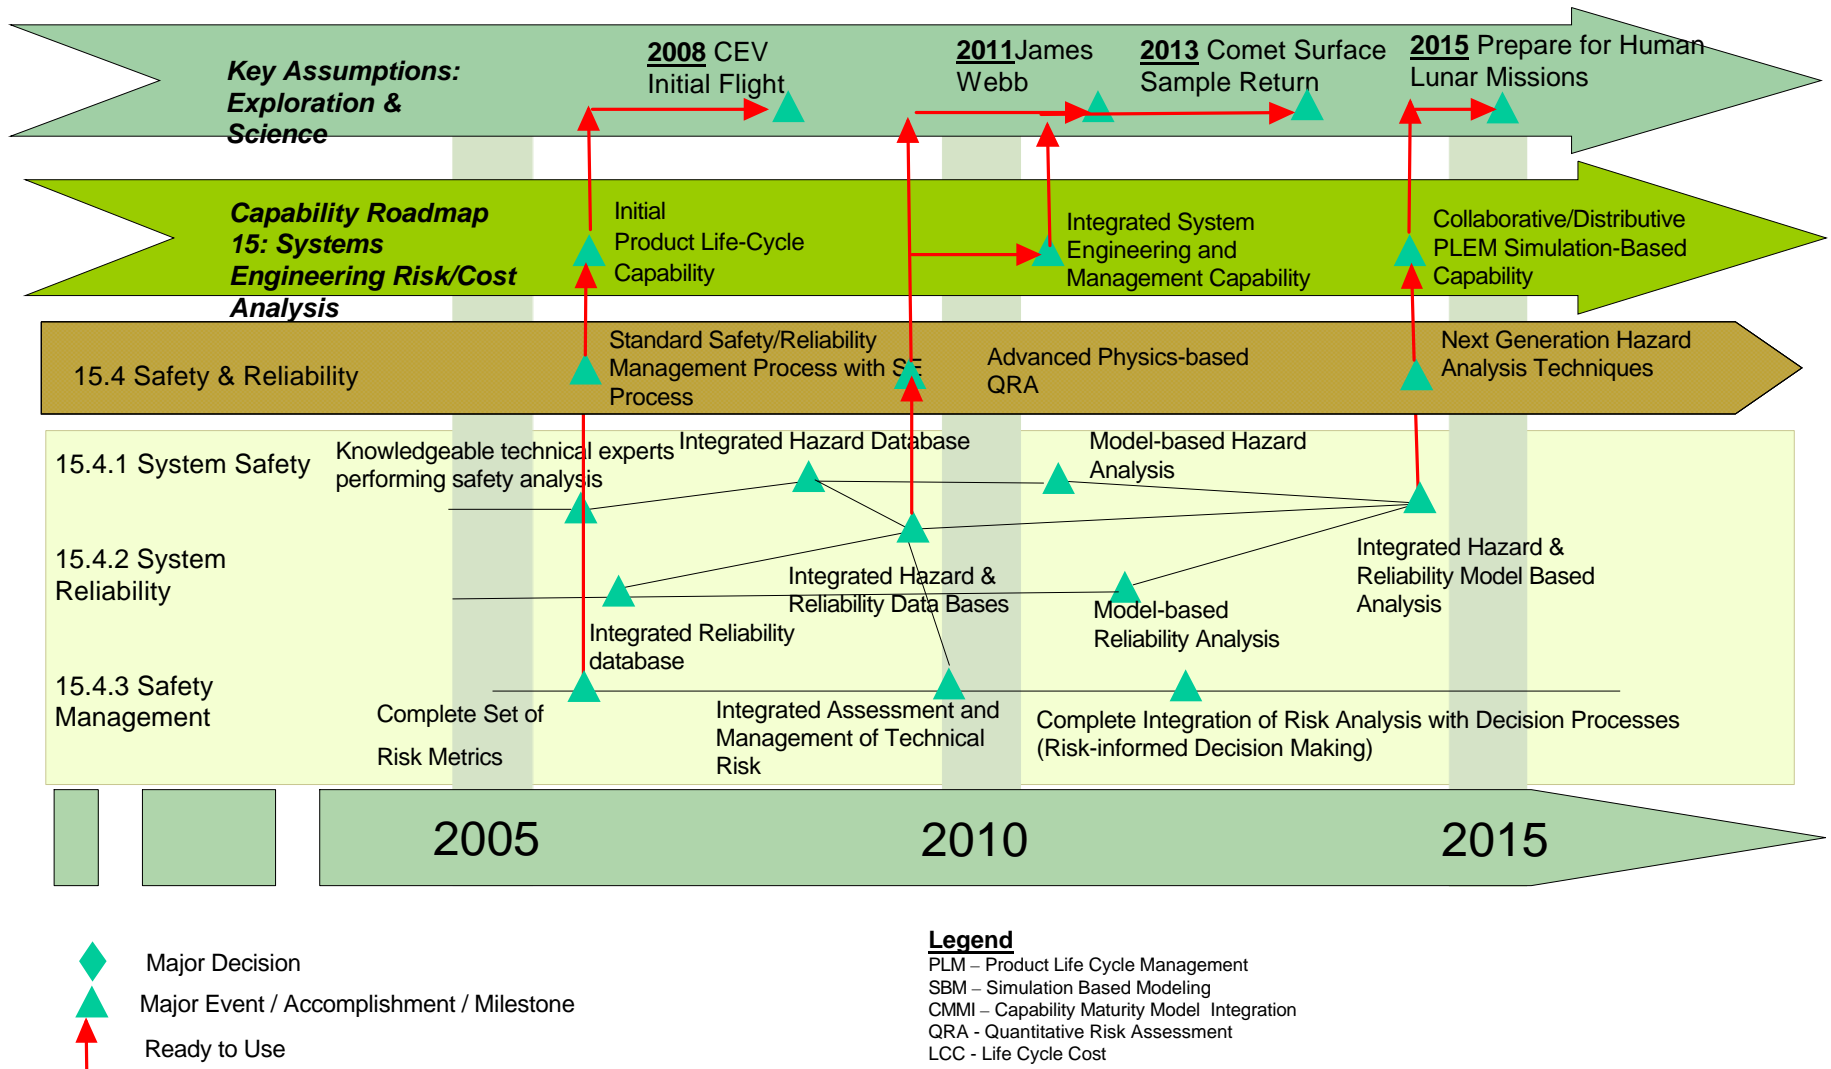 Key Assumptions:
Exploration &
Science
2008 CEV
Initial Flight
2011James
Webb
2013 Comet Surface
Sample Return
2015 Prepare for Human
Lunar Missions
Capability Roadmap
15: Systems
Engineering Risk/Cost
Analysis
Initial
Product Life-Cycle
Capability
Integrated System
Engineering and
Management Capability
Collaborative/Distributive
PLEM Simulation-Based
Capability
15.4 Safety & Reliability
Standard Safety/Reliability
Management Process with SE
Process
Advanced Physics-based
QRA
Next Generation Hazard
Analysis Techniques
15.4.1 System Safety
Knowledgeable technical experts
performing safety analysis
Integrated Hazard Database
Model-based Hazard
Analysis
15.4.2 System
Reliability
Integrated Hazard &
Reliability Data Bases
Integrated Hazard &
Reliability Model Based
Analysis
Integrated Reliability
database
Model-based
Reliability Analysis
15.4.3 Safety
Management
Complete Set of
Risk Metrics
Integrated Assessment and
Management of Technical
Risk
Complete Integration of Risk Analysis with Decision Processes
(Risk-informed Decision Making)
2005
2010
2015
Major Decision
Major Event / Accomplishment / Milestone
Ready to Use
Legend
PLM – Product Life Cycle Management
SBM – Simulation Based Modeling
CMMI – Capability Maturity Model Integration
QRA - Quantitative Risk Assessment
LCC - Life Cycle Cost